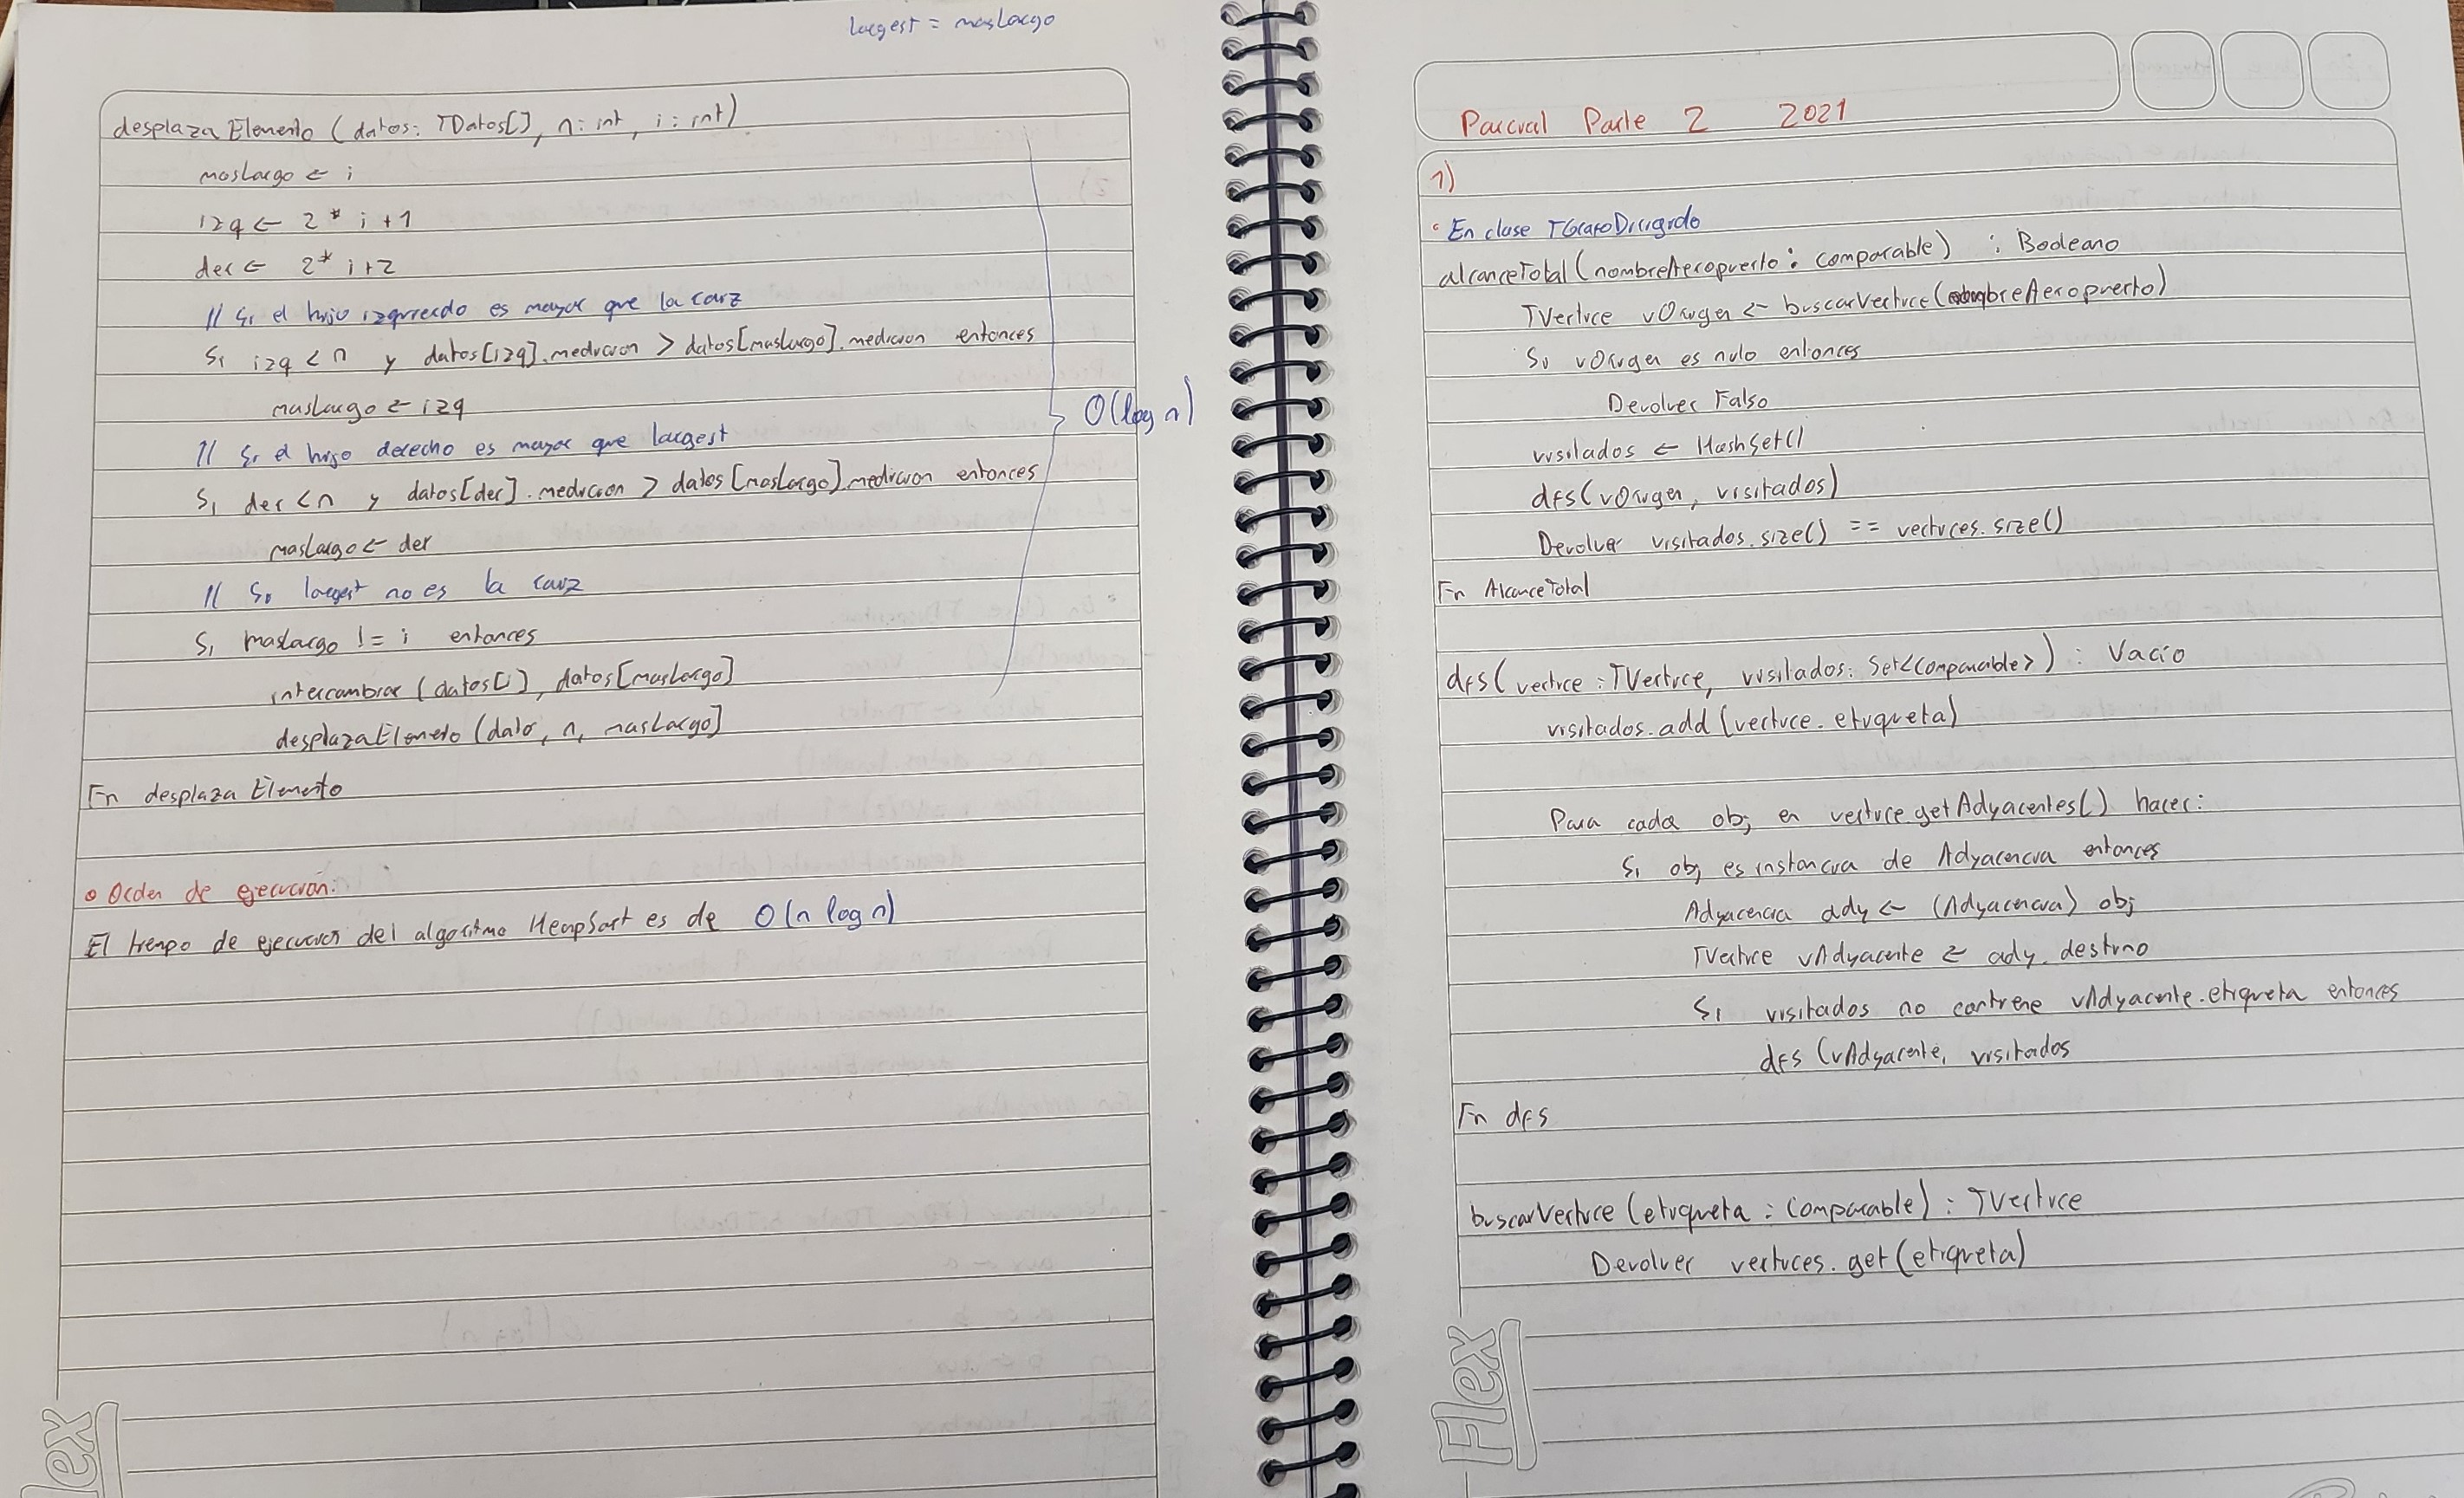 largest = masLargo
desplazaElemento (datos: TDatos[], n: int, i: int)
masLargo ← i
izq ← 2 * i + 1
der ← 2 * i + 2
// Si el hijo izquierdo es mayor que la raiz
Si izq < n y datos[izq].medicion > datos[masLargo].medicion entonces
masLargo ← izq
// Si el hijo derecho es mayor que largest
Si der < n y datos[der].medicion > datos[masLargo].medicion entonces
masLargo ← der
O(log n)
// Si largest no es la raiz
Si masLargo != i entonces
intercambiar (datos[i], datos[masLargo]
desplazaElemento (dato, n, masLargo)
Fin desplazaElemento
• Orden de ejecucion:
El tiempo de ejecucion del algoritmo HeapSort es de O(n log n)
lex
Parcial Parte 2 2021
1)
• En clase TGrafoDirigido
alcanceTotal (nombreAeropuerto: Comparable) : Booleano
TVertice vOrigen ← buscarVertice (nombreAeropuerto)
Si vOrigen es nulo entonces
Devolver Falso
visitados ← HashSet()
dfs (vOrigen, visitados)
Devolver visitados.size() == vertices.size()
Fin AlcanceTotal
dfs (vertice: TVertice, visitados: Set<Comparable>) : Vacio
visitados.add (vertice.etiqueta)
Para cada obj en vertice.getAdyacentes() hacer:
Si obj es instancia de Adyacencia entonces
Adyacencia ady ← (Adyacencia) obj
TVertice vAdyacente ← ady.destino
Si visitados no contiene vAdyacente.etiqueta entonces
dfs (vAdyacente, visitados
Fin dfs
buscarVertice (etiqueta : Comparable) : TVertice
Devolver vertices.get(etiqueta)
Flex